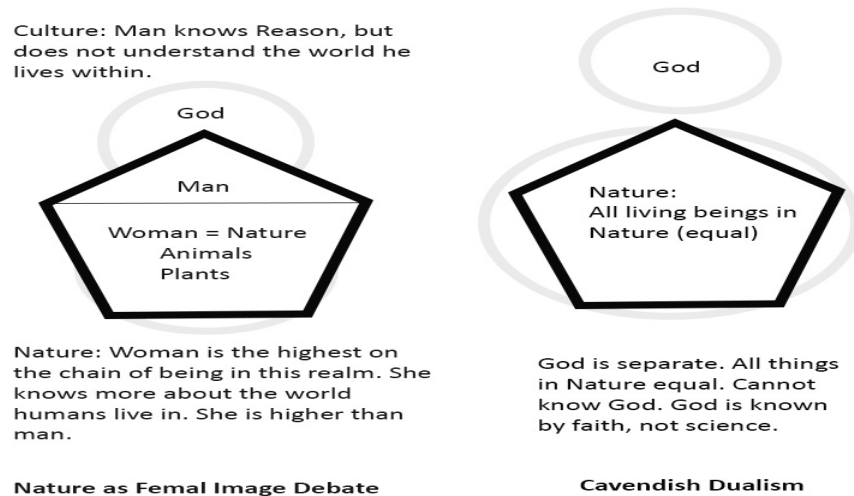 Culture: Man knows Reason, but
does not understand the world he
lives within.
God
Man
Woman = Nature
Animals
Plants
Nature: Woman is the highest on
the chain of being in this realm. She
knows more about the world
humans live in. She is higher than
man.
Nature as Femal Image Debate
God
Nature:
All living beings in
Nature (equal)
God is separate. All things
in Nature equal. Cannot
know God. God is known
by faith, not science.
Cavendish Dualism